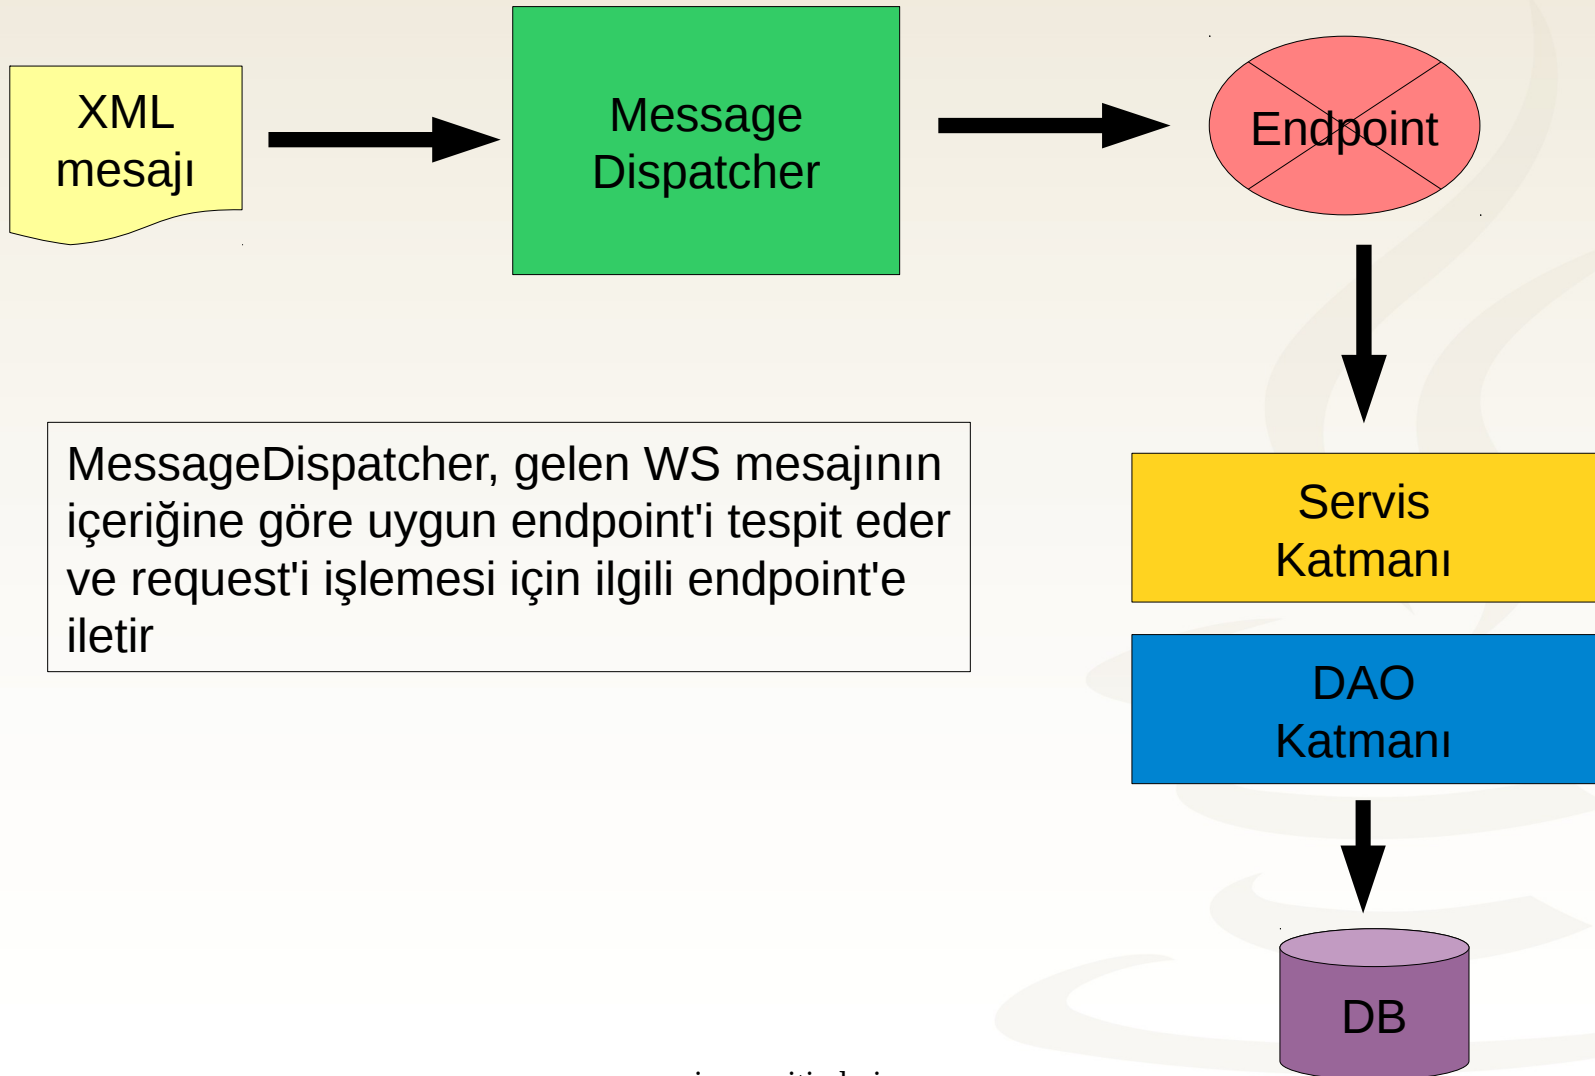 XML
mesajı
Message
Dispatcher
Endpoint
MessageDispatcher, gelen WS mesajının
içeriğine göre uygun endpoint'i tespit eder
ve request'i işlemesi için ilgili endpoint'e
iletir
Servis
Katmanı
DAO
Katmanı
DB